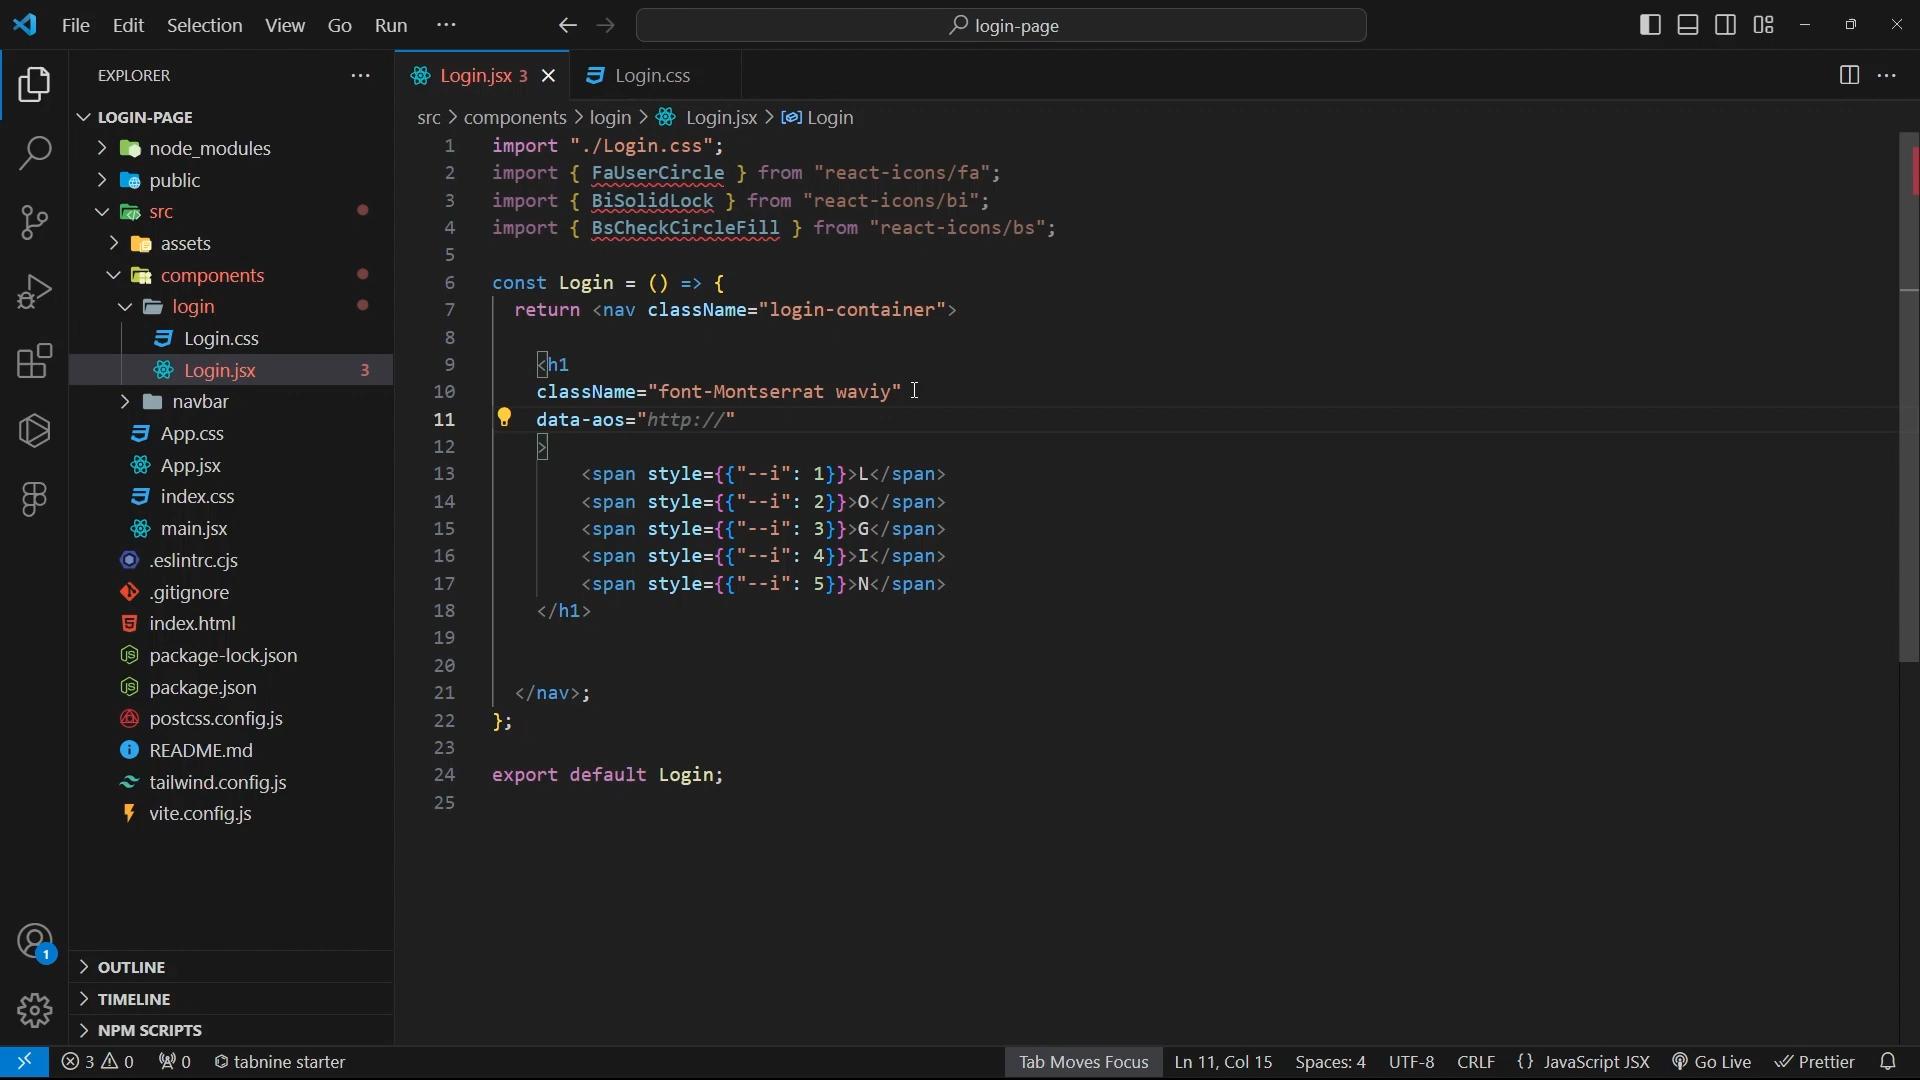 File Edit Selection View Go Run ··· login-page
EXPLORER ···
LOGIN-PAGE
node_modules
public
src
assets
components
login
Login.css
Login.jsx 3
navbar
App.css
App.jsx
index.css
main.jsx
.eslintrc.cjs
.gitignore
index.html
package-lock.json
package.json
postcss.config.js
README.md
tailwind.config.js
vite.config.js
OUTLINE
TIMELINE
NPM SCRIPTS
1
Login.jsx 3 Login.css
src > components > login > Login.jsx > Login
1 import "./Login.css";
2 import { FaUserCircle } from "react-icons/fa";
3 import { BiSolidLock } from "react-icons/bi";
4 import { BsCheckCircleFill } from "react-icons/bs";
5
6 const Login = () => {
7 return <nav className="login-container">
8
9 <h1
10 className="font-Montserrat waviy"
11 data-aos="http://"
12 >
13 <span style={{"--i": 1}}>L</span>
14 <span style={{"--i": 2}}>O</span>
15 <span style={{"--i": 3}}>G</span>
16 <span style={{"--i": 4}}>I</span>
17 <span style={{"--i": 5}}>N</span>
18 </h1>
19
20
21 </nav>;
22 };
23
24 export default Login;
25
3 0 0 tabnine starter Tab Moves Focus Ln 11, Col 15 Spaces: 4 UTF-8 CRLF {} JavaScript JSX Go Live Prettier